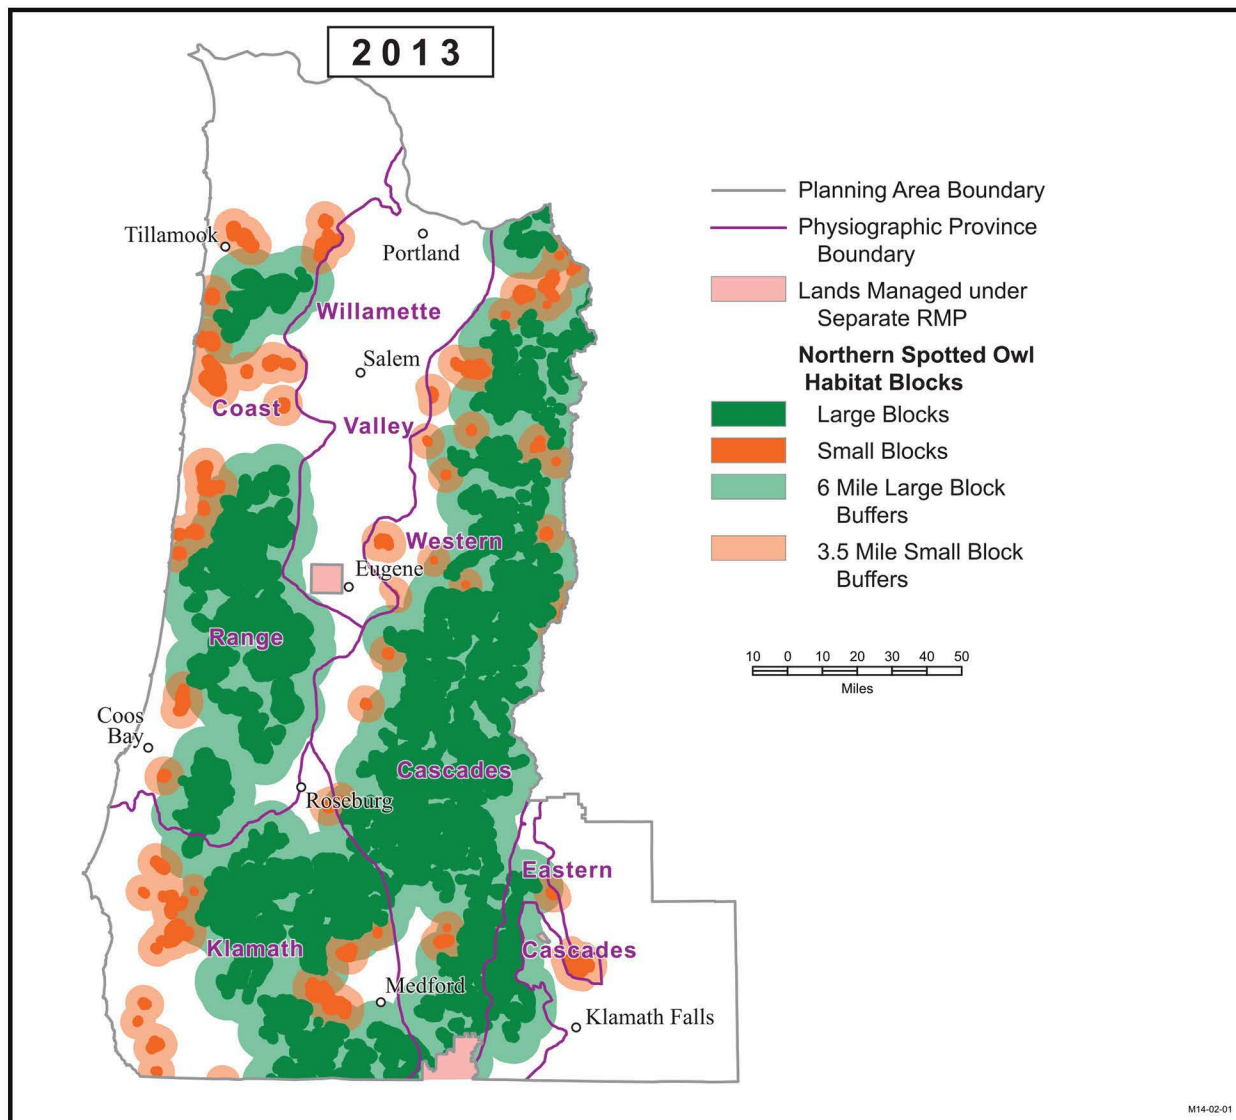 2013
Tillamook
Portland
Willamette
Salem
Coast
Valley
Western
Eugene
Range
Coos
Bay
Cascades
Roseburg
Eastern
Klamath
Cascades
Medford
Klamath Falls
Planning Area Boundary
Physiographic Province
Boundary
Lands Managed under
Separate RMP
Northern Spotted Owl
Habitat Blocks
Large Blocks
Small Blocks
6 Mile Large Block
Buffers
3.5 Mile Small Block
Buffers
10 0 10 20 30 40 50
Miles
M14-02-01